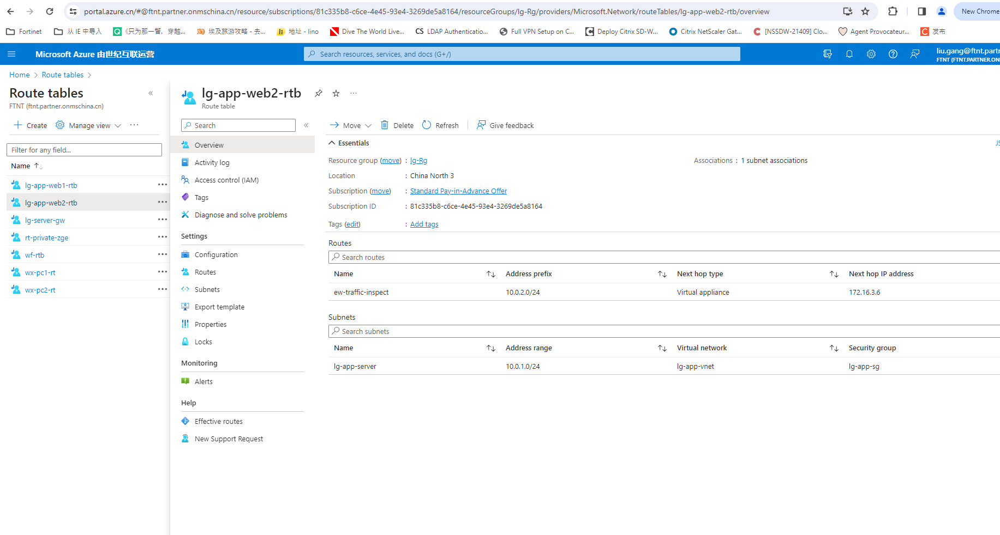 portal.azure.cn/#@ftnt.partner.onmschina.cn/resource/subscriptions/81c335b8-c6ce-4e45-93e4-3269de5a8164/resourceGroups/lg-Rg/providers/Microsoft.Network/routeTables/lg-app-web2-rtb/overview
New Chrome
Fortinet 从 IE 中导入 《只为那一瞥，穿越... 埃及旅游攻略 - 去... 地址 - lino Dive The World Live... CS LDAP Authenticatio... Full VPN Setup on C... Deploy Citrix SD-W... Citrix NetScaler Gat... [NSSDW-21409] Clo... Agent Provocateur... 发布
Microsoft Azure 由世纪互联运营
Search resources, services, and docs (G+/)
liu.gang@ftnt.partn
FTNT (FTNT.PARTNER.ON
Home > Route tables >
Route tables
FTNT (ftnt.partner.onmschina.cn)
Create Manage view ...
Filter for any field...
Name
lg-app-web1-rtb
lg-app-web2-rtb
lg-server-gw
rt-private-zge
wf-rtb
wx-pc1-rt
wx-pc2-rt
lg-app-web2-rtb
Route table
Search
Overview
Activity log
Access control (IAM)
Tags
Diagnose and solve problems
Settings
Configuration
Routes
Subnets
Export template
Properties
Locks
Monitoring
Alerts
Help
Effective routes
New Support Request
Move Delete Refresh Give feedback
Essentials
JS
Resource group (move) : lg-Rg
Associations : 1 subnet associations
Location : China North 3
Subscription (move) : Standard Pay-in-Advance Offer
Subscription ID : 81c335b8-c6ce-4e45-93e4-3269de5a8164
Tags (edit) : Add tags
Routes
Search routes
Name Address prefix Next hop type Next hop IP address
ew-traffic-inspect 10.0.2.0/24 Virtual appliance 172.16.3.6
Subnets
Search subnets
Name Address range Virtual network Security group
lg-app-server 10.0.1.0/24 lg-app-vnet lg-app-sg